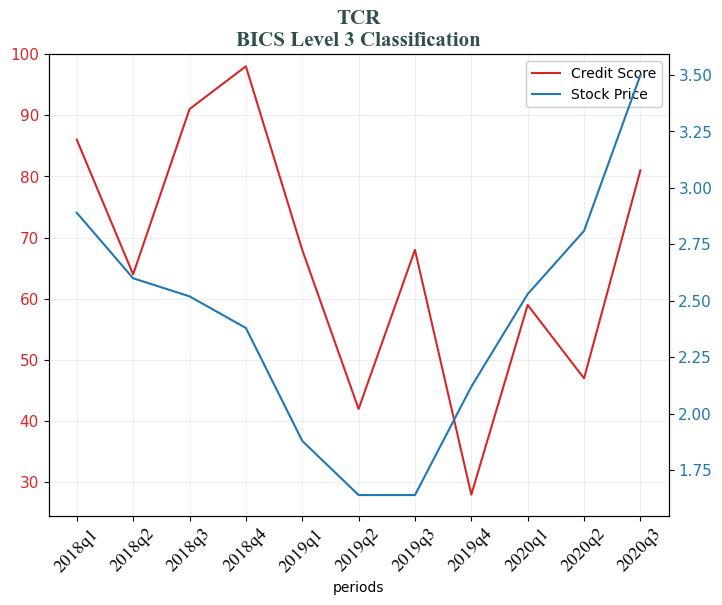 TCR
BICS Level 3 Classification
100
90
80
70
60
50
40
30
Credit Score
Stock Price
3.50
3.25
3.00
2.75
2.50
2.25
2.00
1.75
2018q1
2018q2
2018q3
2018q4
2019q1
2019q2
2019q3
2019q4
2020q1
2020q2
2020q3
periods